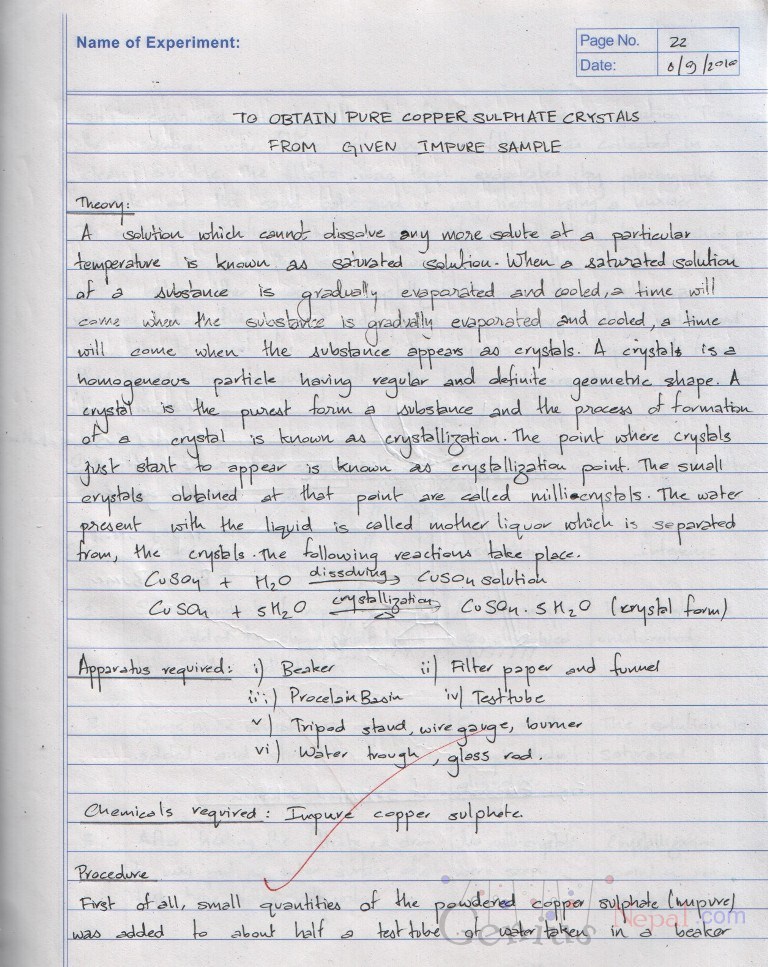 Name of Experiment:
Page No. 22
Date: 8/9/2010
TO OBTAIN PURE COPPER SULPHATE CRYSTALS
FROM GIVEN IMPURE SAMPLE
Theory:
A solution which cannot dissolve any more solute at a particular
temperature is known as saturated solution. When a saturated solution
of a substance is gradually evaporated and cooled, a time will
come when the substance is gradually evaporated and cooled, a time
will come when the substance appears as crystals. A crystals is a
homogeneous particle having regular and definite geometric shape. A
crystal is the purest form a substance and the process of formation
of a crystal is known as crystallization. The point where crystals
just start to appear is known as crystallization point. The small
crystals obtained at that point are called millicrystals. The water
present with the liquid is called mother liquor which is separated
from, the crystals. The following reactions take place.
CuSO4 + H2O dissolving → CuSO4 solution
CuSO4 + 5H2O crystallization → CuSO4.5H2O (crystal form)
Apparatus required: i) Beaker ii) Filter paper and funnel
iii) Procelain Basin iv) Test tube
v) Tripod stand, wire gauge, burner
vi) Water trough, glass rod.
Chemicals required: Impure copper sulphate.
Procedure
First of all, small quantities of the powdered copper sulphate (impure)
was added to about half a test tube of water taken in a beaker
Genius Nepal.com